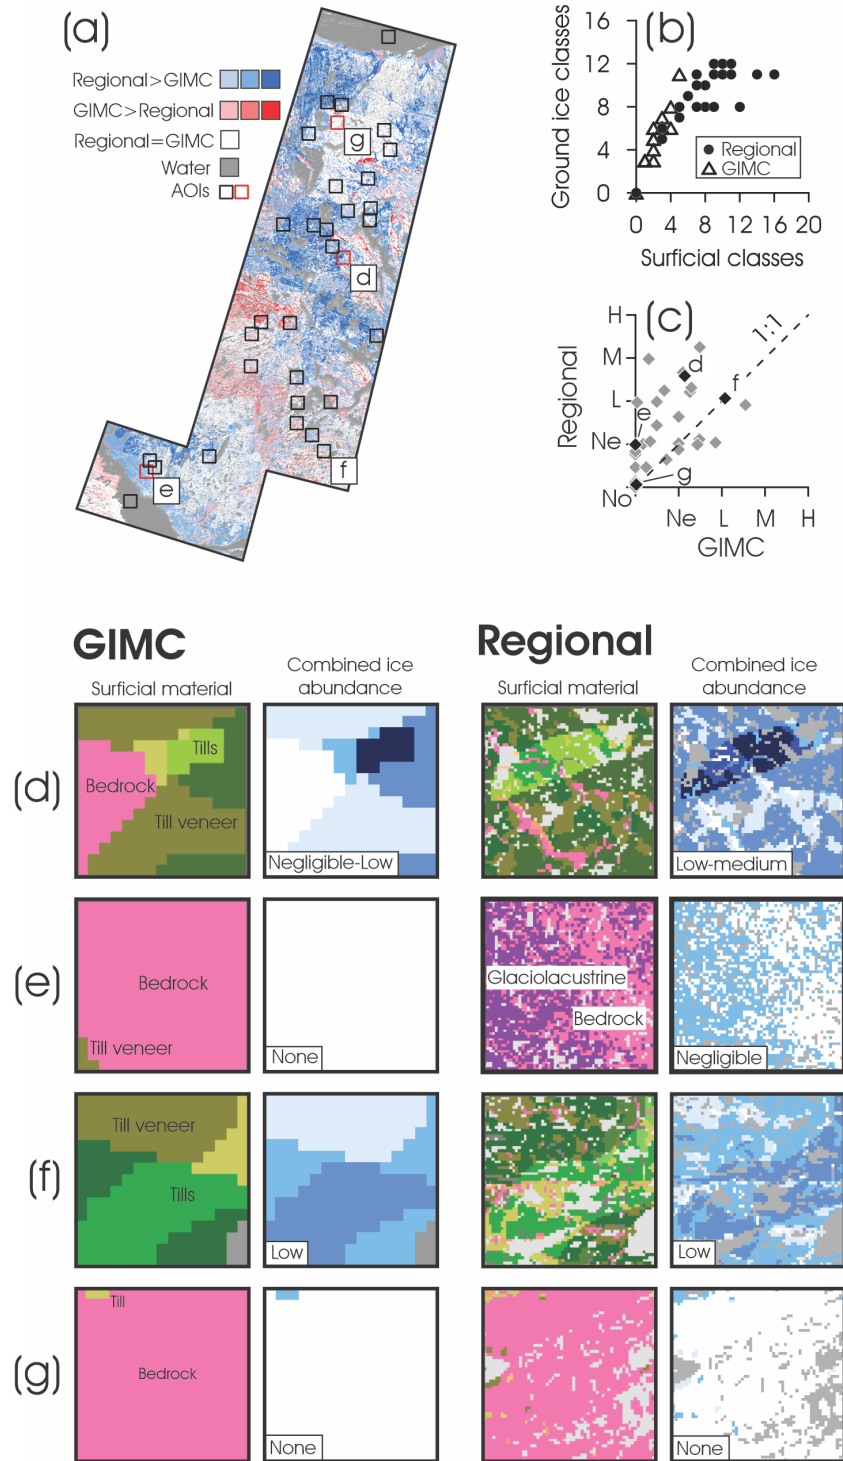 (a)
Regional>GIMC
GIMC>Regional
Regional=GIMC
Water
AOIs
g
d
f
e
(b)
Ground ice classes
16
12
8
4
0
0 4 8 12 16 20
Surficial classes
Regional
GIMC
(c)
Regional
H
M
L
Ne
No
1:1
d
f
e
g
Ne L M H
GIMC
GIMC
Regional
Surficial material
Combined ice
abundance
Surficial material
Combined ice
abundance
(d)
Tills
Bedrock
Till veneer
Negligible-Low
Low-medium
(e)
Bedrock
Till veneer
None
Glaciolacustrine
Bedrock
Negligible
(f)
Till veneer
Tills
Low
Low
(g)
Till
Bedrock
None
None